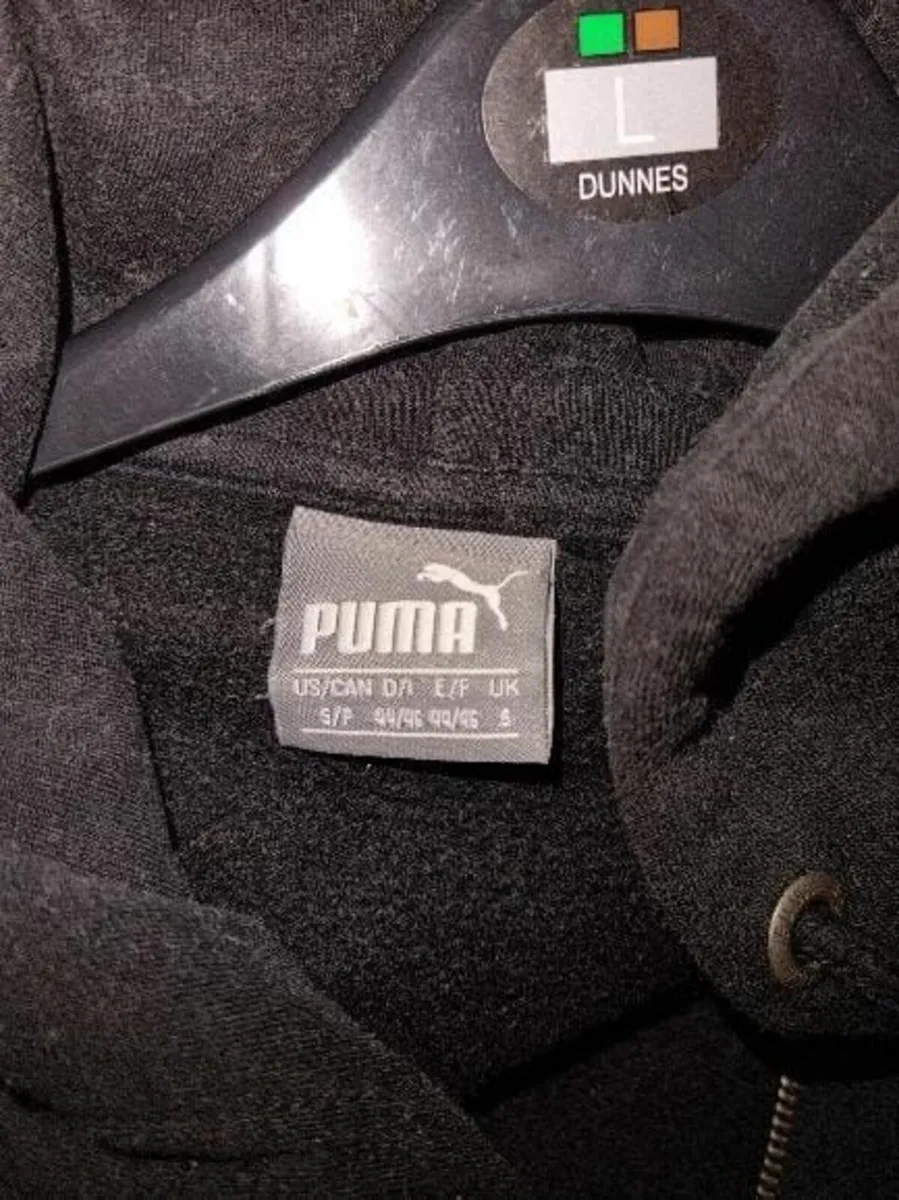 L
DUNNES
PUMA
US/CAN D/I E/F UK
S/P 44/46 44/46 S